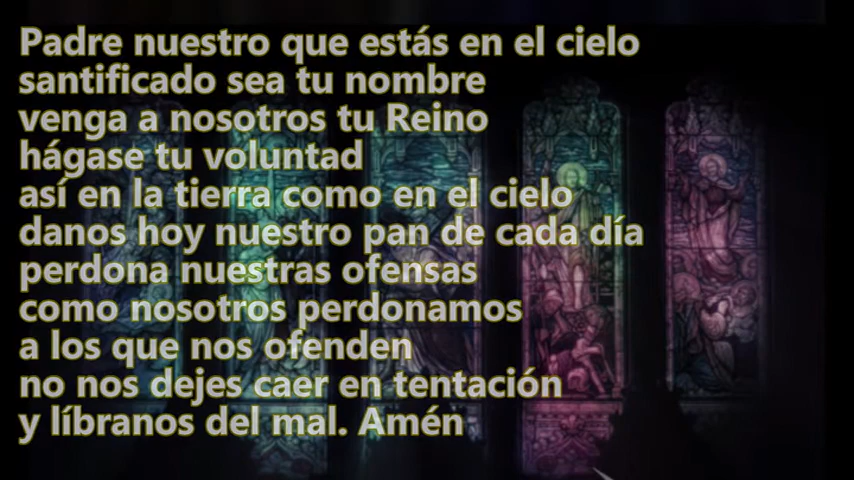 Padre nuestro que estás en el cielo
santificado sea tu nombre
venga a nosotros tu Reino
hágase tu voluntad
así en la tierra como en el cielo
danos hoy nuestro pan de cada día
perdona nuestras ofensas
como nosotros perdonamos
a los que nos ofenden
no nos dejes caer en tentación
y líbranos del mal. Amén